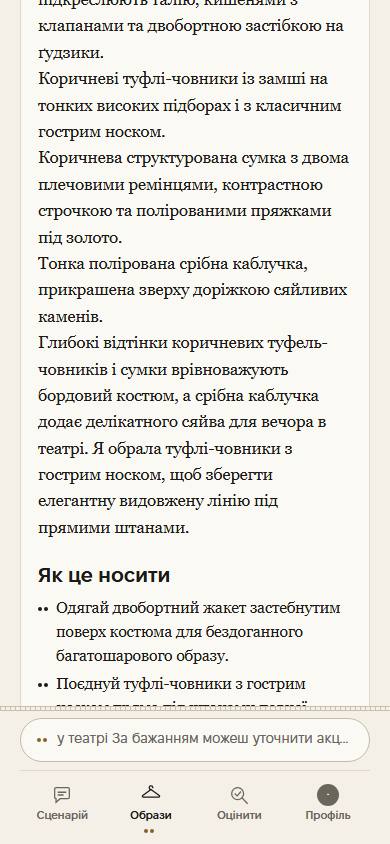 підкреслюють талію, кишенями з
клапанами та двобортною застібкою на
ґудзики.
Коричневі туфлі-човники із замші на
тонких високих підборах і з класичним
гострим носком.
Коричнева структурована сумка з двома
плечовими ремінцями, контрастною
строчкою та полірованими пряжками
під золото.
Тонка полірована срібна каблучка,
прикрашена зверху доріжкою сяйливих
каменів.
Глибокі відтінки коричневих туфель-
човників і сумки врівноважують
бордовий костюм, а срібна каблучка
додає делікатного сяйва для вечора в
театрі. Я обрала туфлі-човники з
гострим носком, щоб зберегти
елегантну видовжену лінію під
прямими штанами.
Як це носити
•• Одягай двобортний жакет застебнутим
поверх костюма для бездоганного
багатошарового образу.
•• Поєднуй туфлі-човники з гострим
•• у театрі За бажанням можеш уточнити акц...
Сценарій
Образи
Оцінити
Профіль